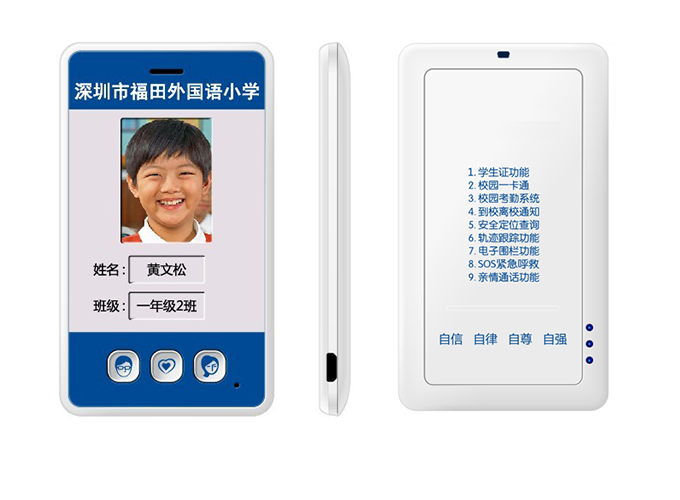 深圳市福田外国语小学
姓名: 黄文松
班级: 一年级2班
1. 学生证功能
2. 校园一卡通
3. 校园考勤系统
4. 到校离校通知
5. 安全定位查询
6. 轨迹跟踪功能
7. 电子围栏功能
8. SOS紧急呼救
9. 亲情通话功能
自信 自律 自尊 自强